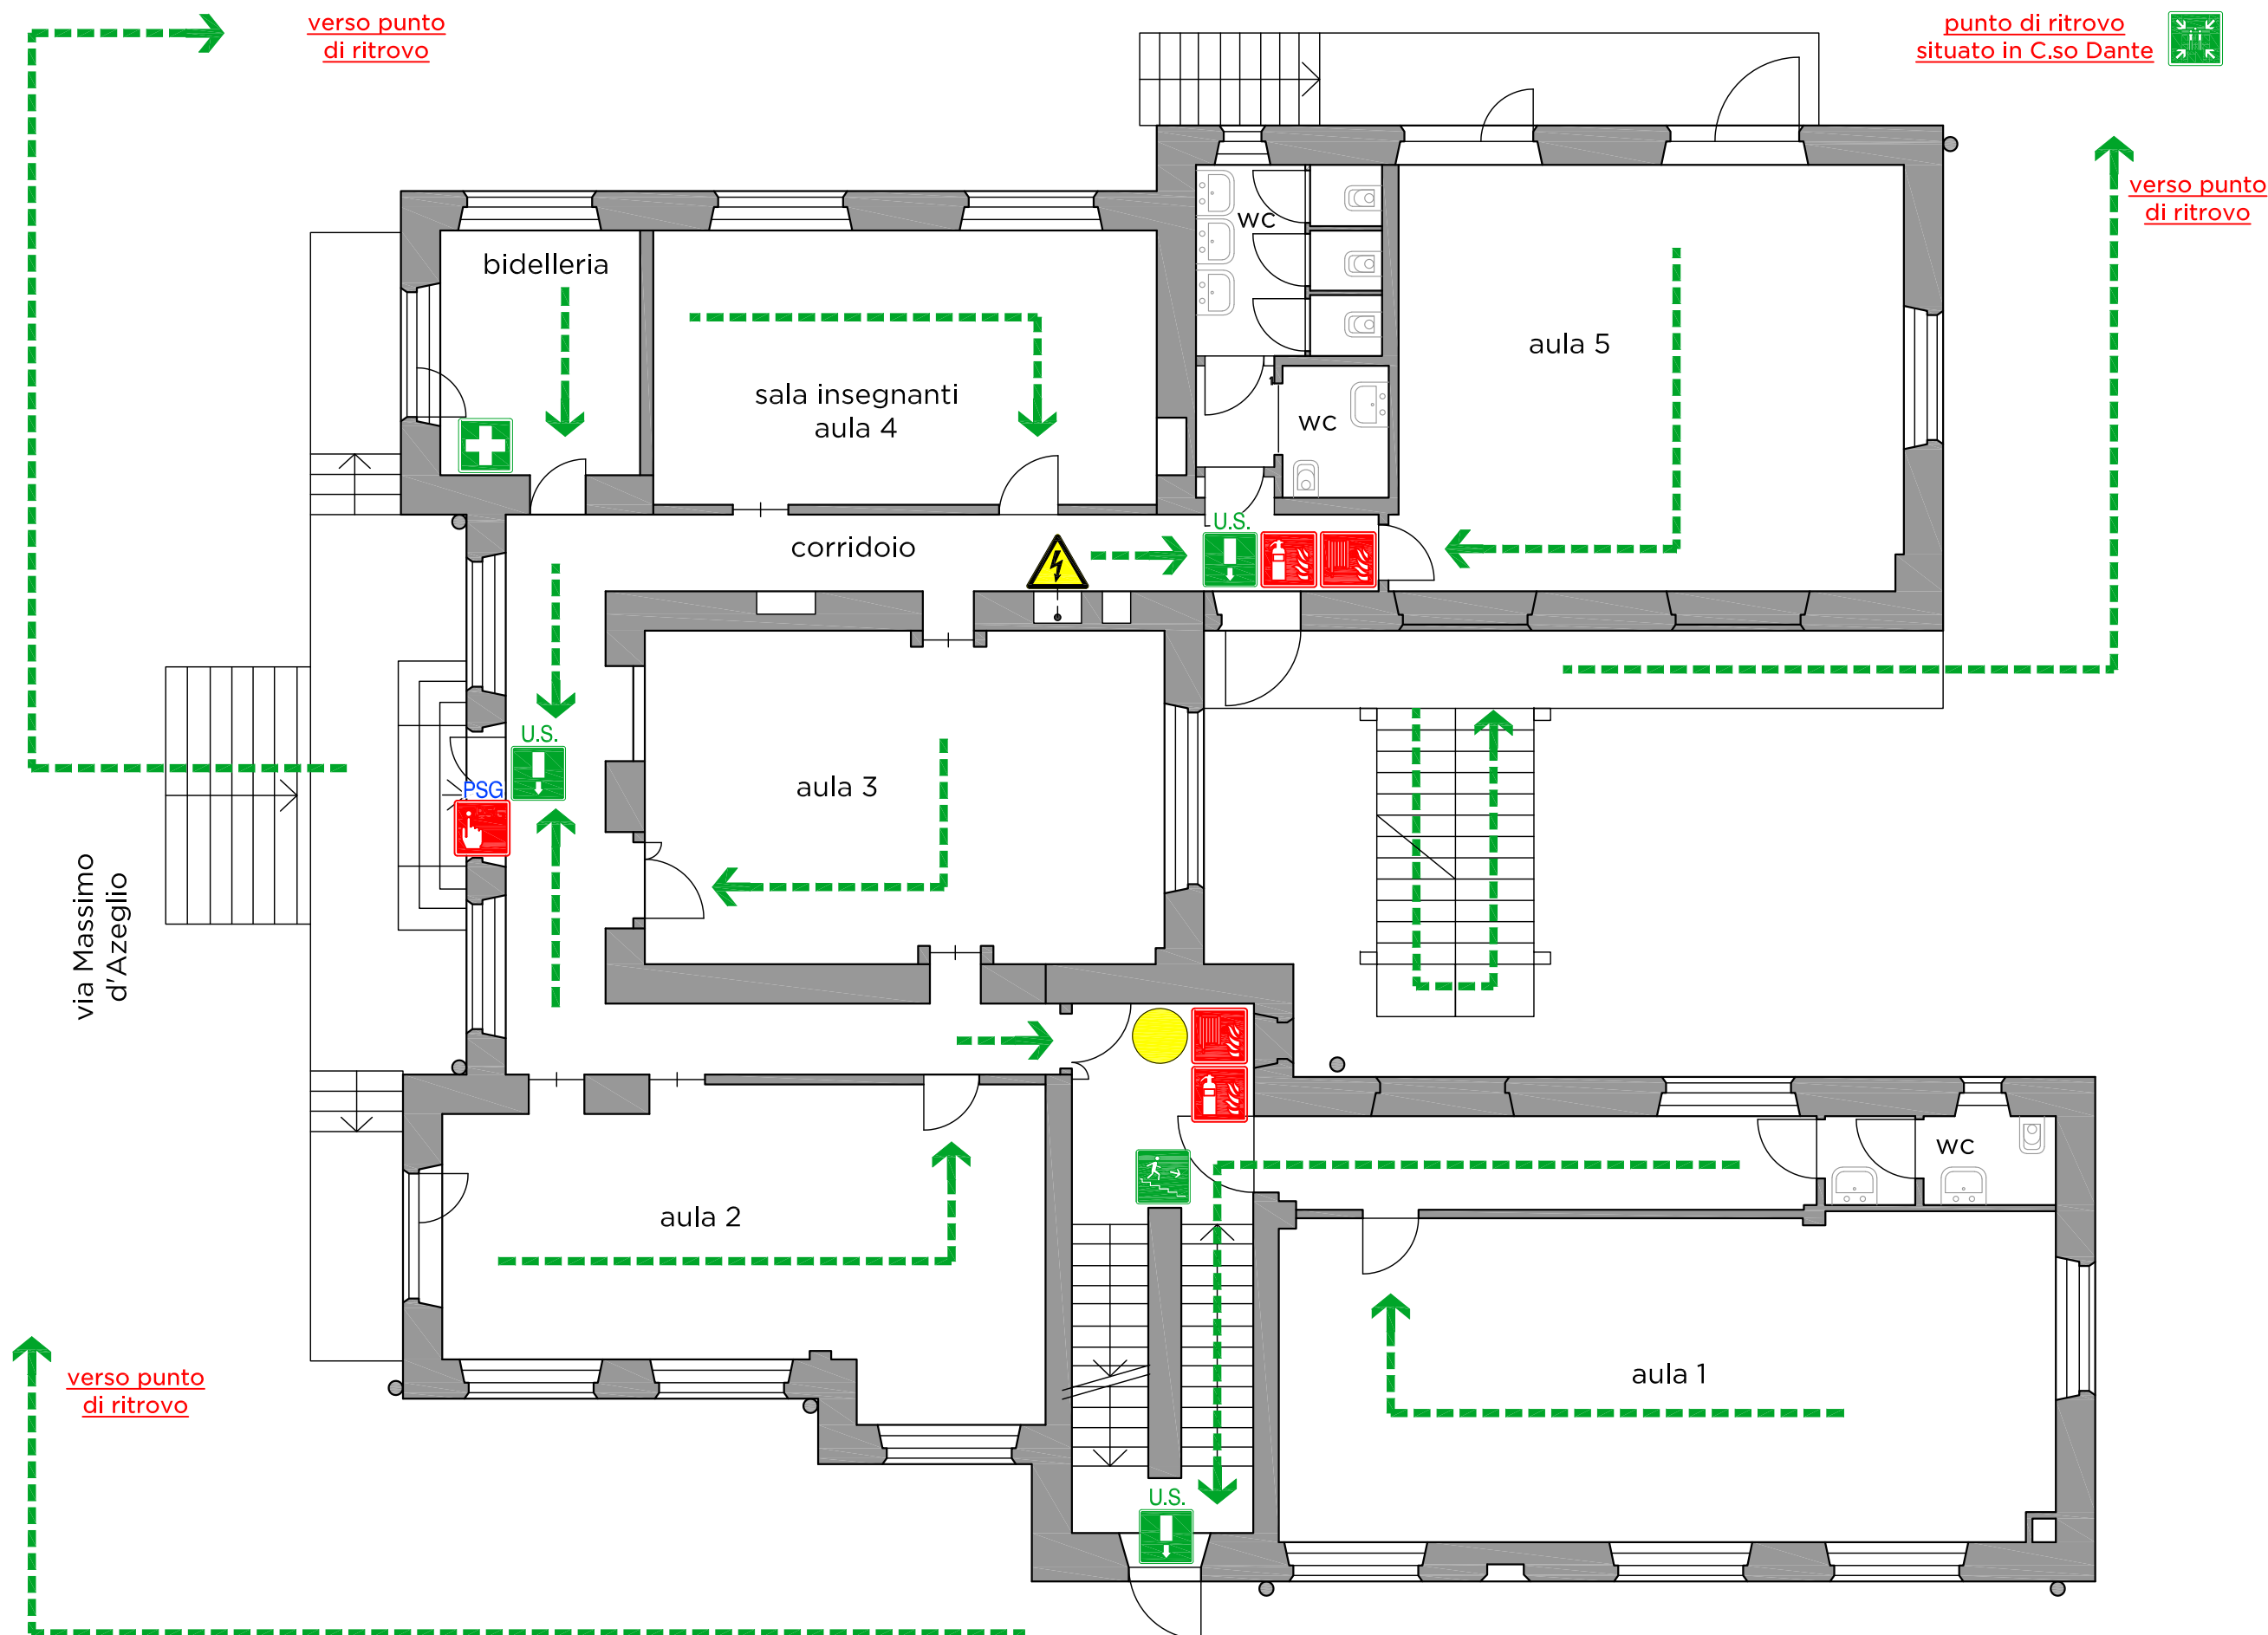 verso punto
di ritrovo
punto di ritrovo
situato in C.so Dante
verso punto
di ritrovo
wc
bidelleria
aula 5
sala insegnanti
aula 4
wc
U.S.
corridoio
U.S.
PSG
aula 3
via Massimo
d'Azeglio
wc
aula 2
aula 1
verso punto
di ritrovo
U.S.